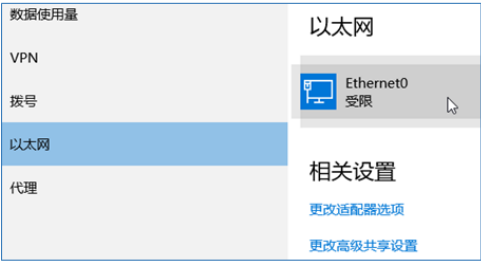 数据使用量
VPN
拨号
以太网
代理
以太网
Ethernet0
受限
相关设置
更改适配器选项
更改高级共享设置